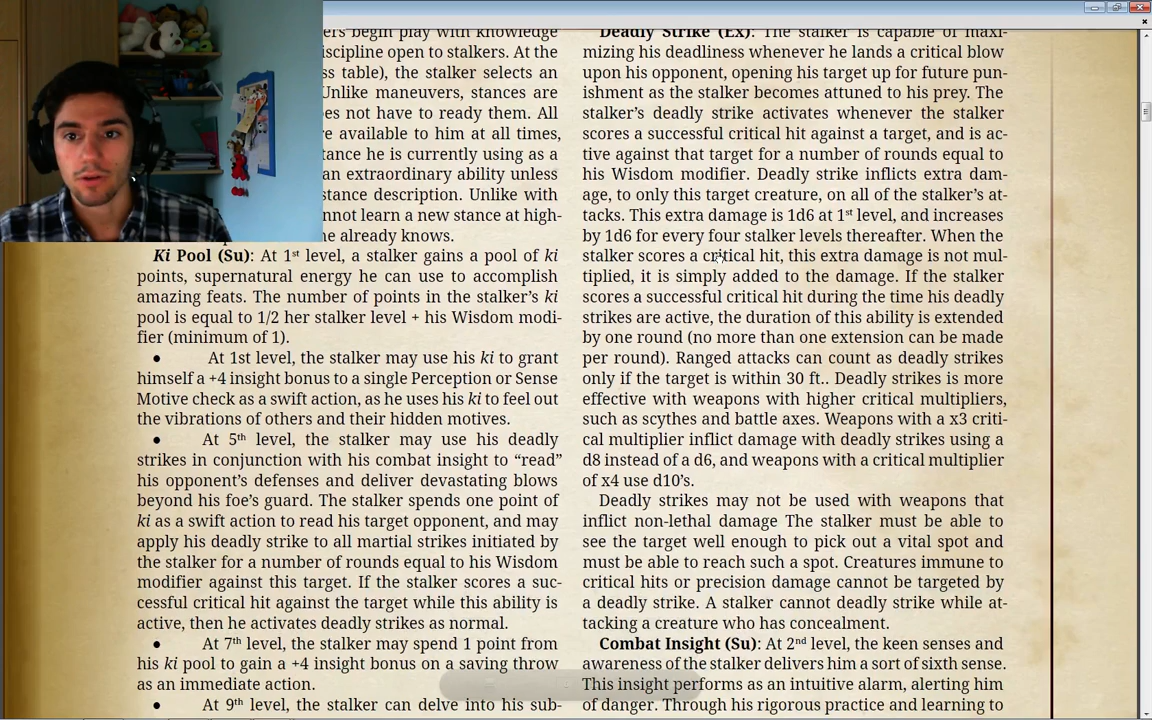 ers begin play with knowledge
iscipline open to stalkers. At the
ss table), the stalker selects an
Unlike maneuvers, stances are
es not have to ready them. All
e available to him at all times,
tance he is currently using as a
an extraordinary ability unless
stance description. Unlike with
nnot learn a new stance at high-
he already knows.
Ki Pool (Su): At 1st level, a stalker gains a pool of ki
points, supernatural energy he can use to accomplish
amazing feats. The number of points in the stalker's ki
pool is equal to 1/2 her stalker level + his Wisdom modi-
fier (minimum of 1).
● At 1st level, the stalker may use his ki to grant
himself a +4 insight bonus to a single Perception or Sense
Motive check as a swift action, as he uses his ki to feel out
the vibrations of others and their hidden motives.
● At 5th level, the stalker may use his deadly
strikes in conjunction with his combat insight to “read”
his opponent's defenses and deliver devastating blows
beyond his foe's guard. The stalker spends one point of
ki as a swift action to read his target opponent, and may
apply his deadly strike to all martial strikes initiated by
the stalker for a number of rounds equal to his Wisdom
modifier against this target. If the stalker scores a suc-
cessful critical hit against the target while this ability is
active, then he activates deadly strikes as normal.
● At 7th level, the stalker may spend 1 point from
his ki pool to gain a +4 insight bonus on a saving throw
as an immediate action.
● At 9th level, the stalker can delve into his sub-
Deadly Strike (Ex): The stalker is capable of maxi-
mizing his deadliness whenever he lands a critical blow
upon his opponent, opening his target up for future pun-
ishment as the stalker becomes attuned to his prey. The
stalker's deadly strike activates whenever the stalker
scores a successful critical hit against a target, and is ac-
tive against that target for a number of rounds equal to
his Wisdom modifier. Deadly strike inflicts extra dam-
age, to only this target creature, on all of the stalker's at-
tacks. This extra damage is 1d6 at 1st level, and increases
by 1d6 for every four stalker levels thereafter. When the
stalker scores a critical hit, this extra damage is not mul-
tiplied, it is simply added to the damage. If the stalker
scores a successful critical hit during the time his deadly
strikes are active, the duration of this ability is extended
by one round (no more than one extension can be made
per round). Ranged attacks can count as deadly strikes
only if the target is within 30 ft.. Deadly strikes is more
effective with weapons with higher critical multipliers,
such as scythes and battle axes. Weapons with a x3 criti-
cal multiplier inflict damage with deadly strikes using a
d8 instead of a d6, and weapons with a critical multiplier
of x4 use d10's.
Deadly strikes may not be used with weapons that
inflict non-lethal damage The stalker must be able to
see the target well enough to pick out a vital spot and
must be able to reach such a spot. Creatures immune to
critical hits or precision damage cannot be targeted by
a deadly strike. A stalker cannot deadly strike while at-
tacking a creature who has concealment.
Combat Insight (Su): At 2nd level, the keen senses and
awareness of the stalker delivers him a sort of sixth sense.
This insight performs as an intuitive alarm, alerting him
of danger. Through his rigorous practice and learning to